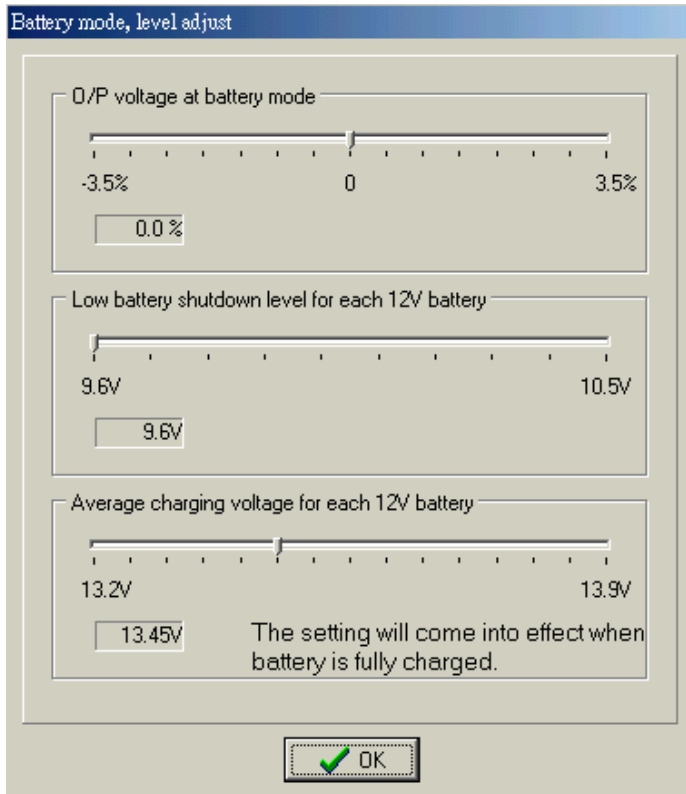 Battery mode, level adjust
O/P voltage at battery mode
-3.5% 0 3.5%
0.0 %
Low battery shutdown level for each 12V battery
9.6V 10.5V
9.6V
Average charging voltage for each 12V battery
13.2V 13.9V
13.45V
The setting will come into effect when
battery is fully charged.
OK